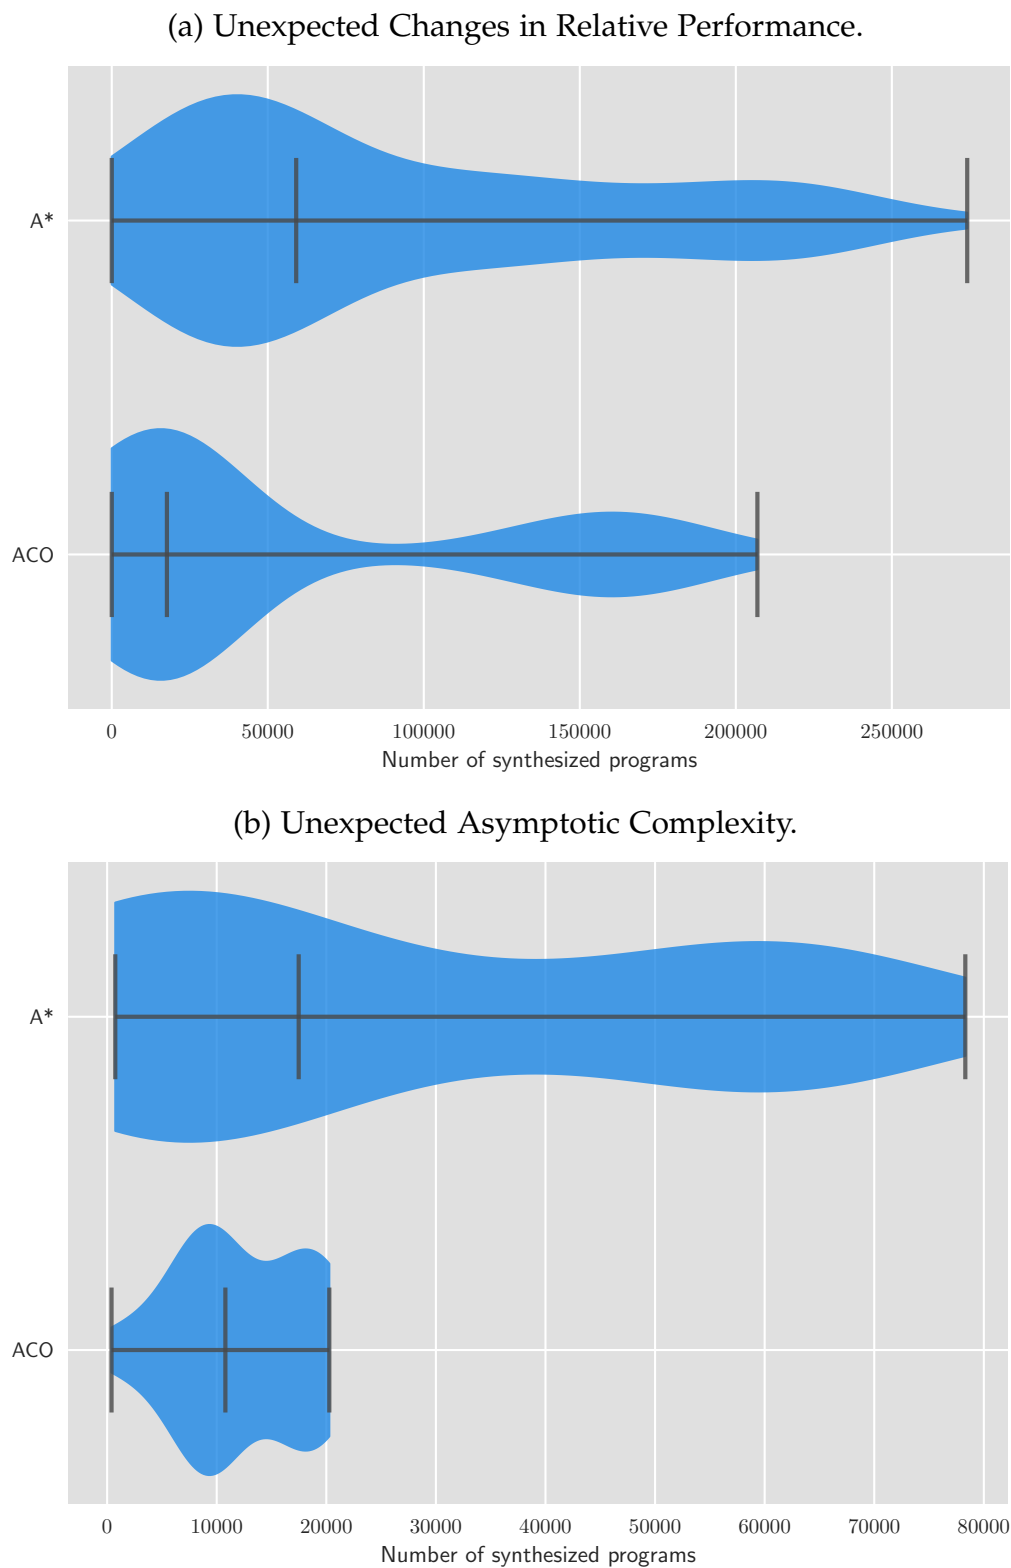 (a) Unexpected Changes in Relative Performance.
A*
ACO
0 50000 100000 150000 200000 250000
Number of synthesized programs
(b) Unexpected Asymptotic Complexity.
A*
ACO
0 10000 20000 30000 40000 50000 60000 70000 80000
Number of synthesized programs